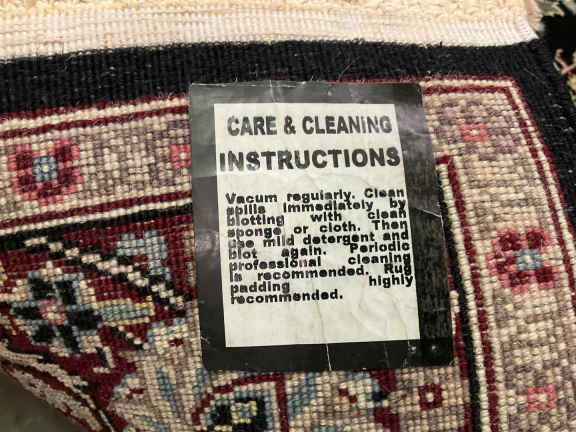 CARE & CLEANING
INSTRUCTIONS
Vacum regularly. Clean
spills immediately by
blotting with clean
sponge or cloth. Then
use mild detergent and
blot again. Periodic
professional cleaning
is recommended. Rug
padding highly
recommended.